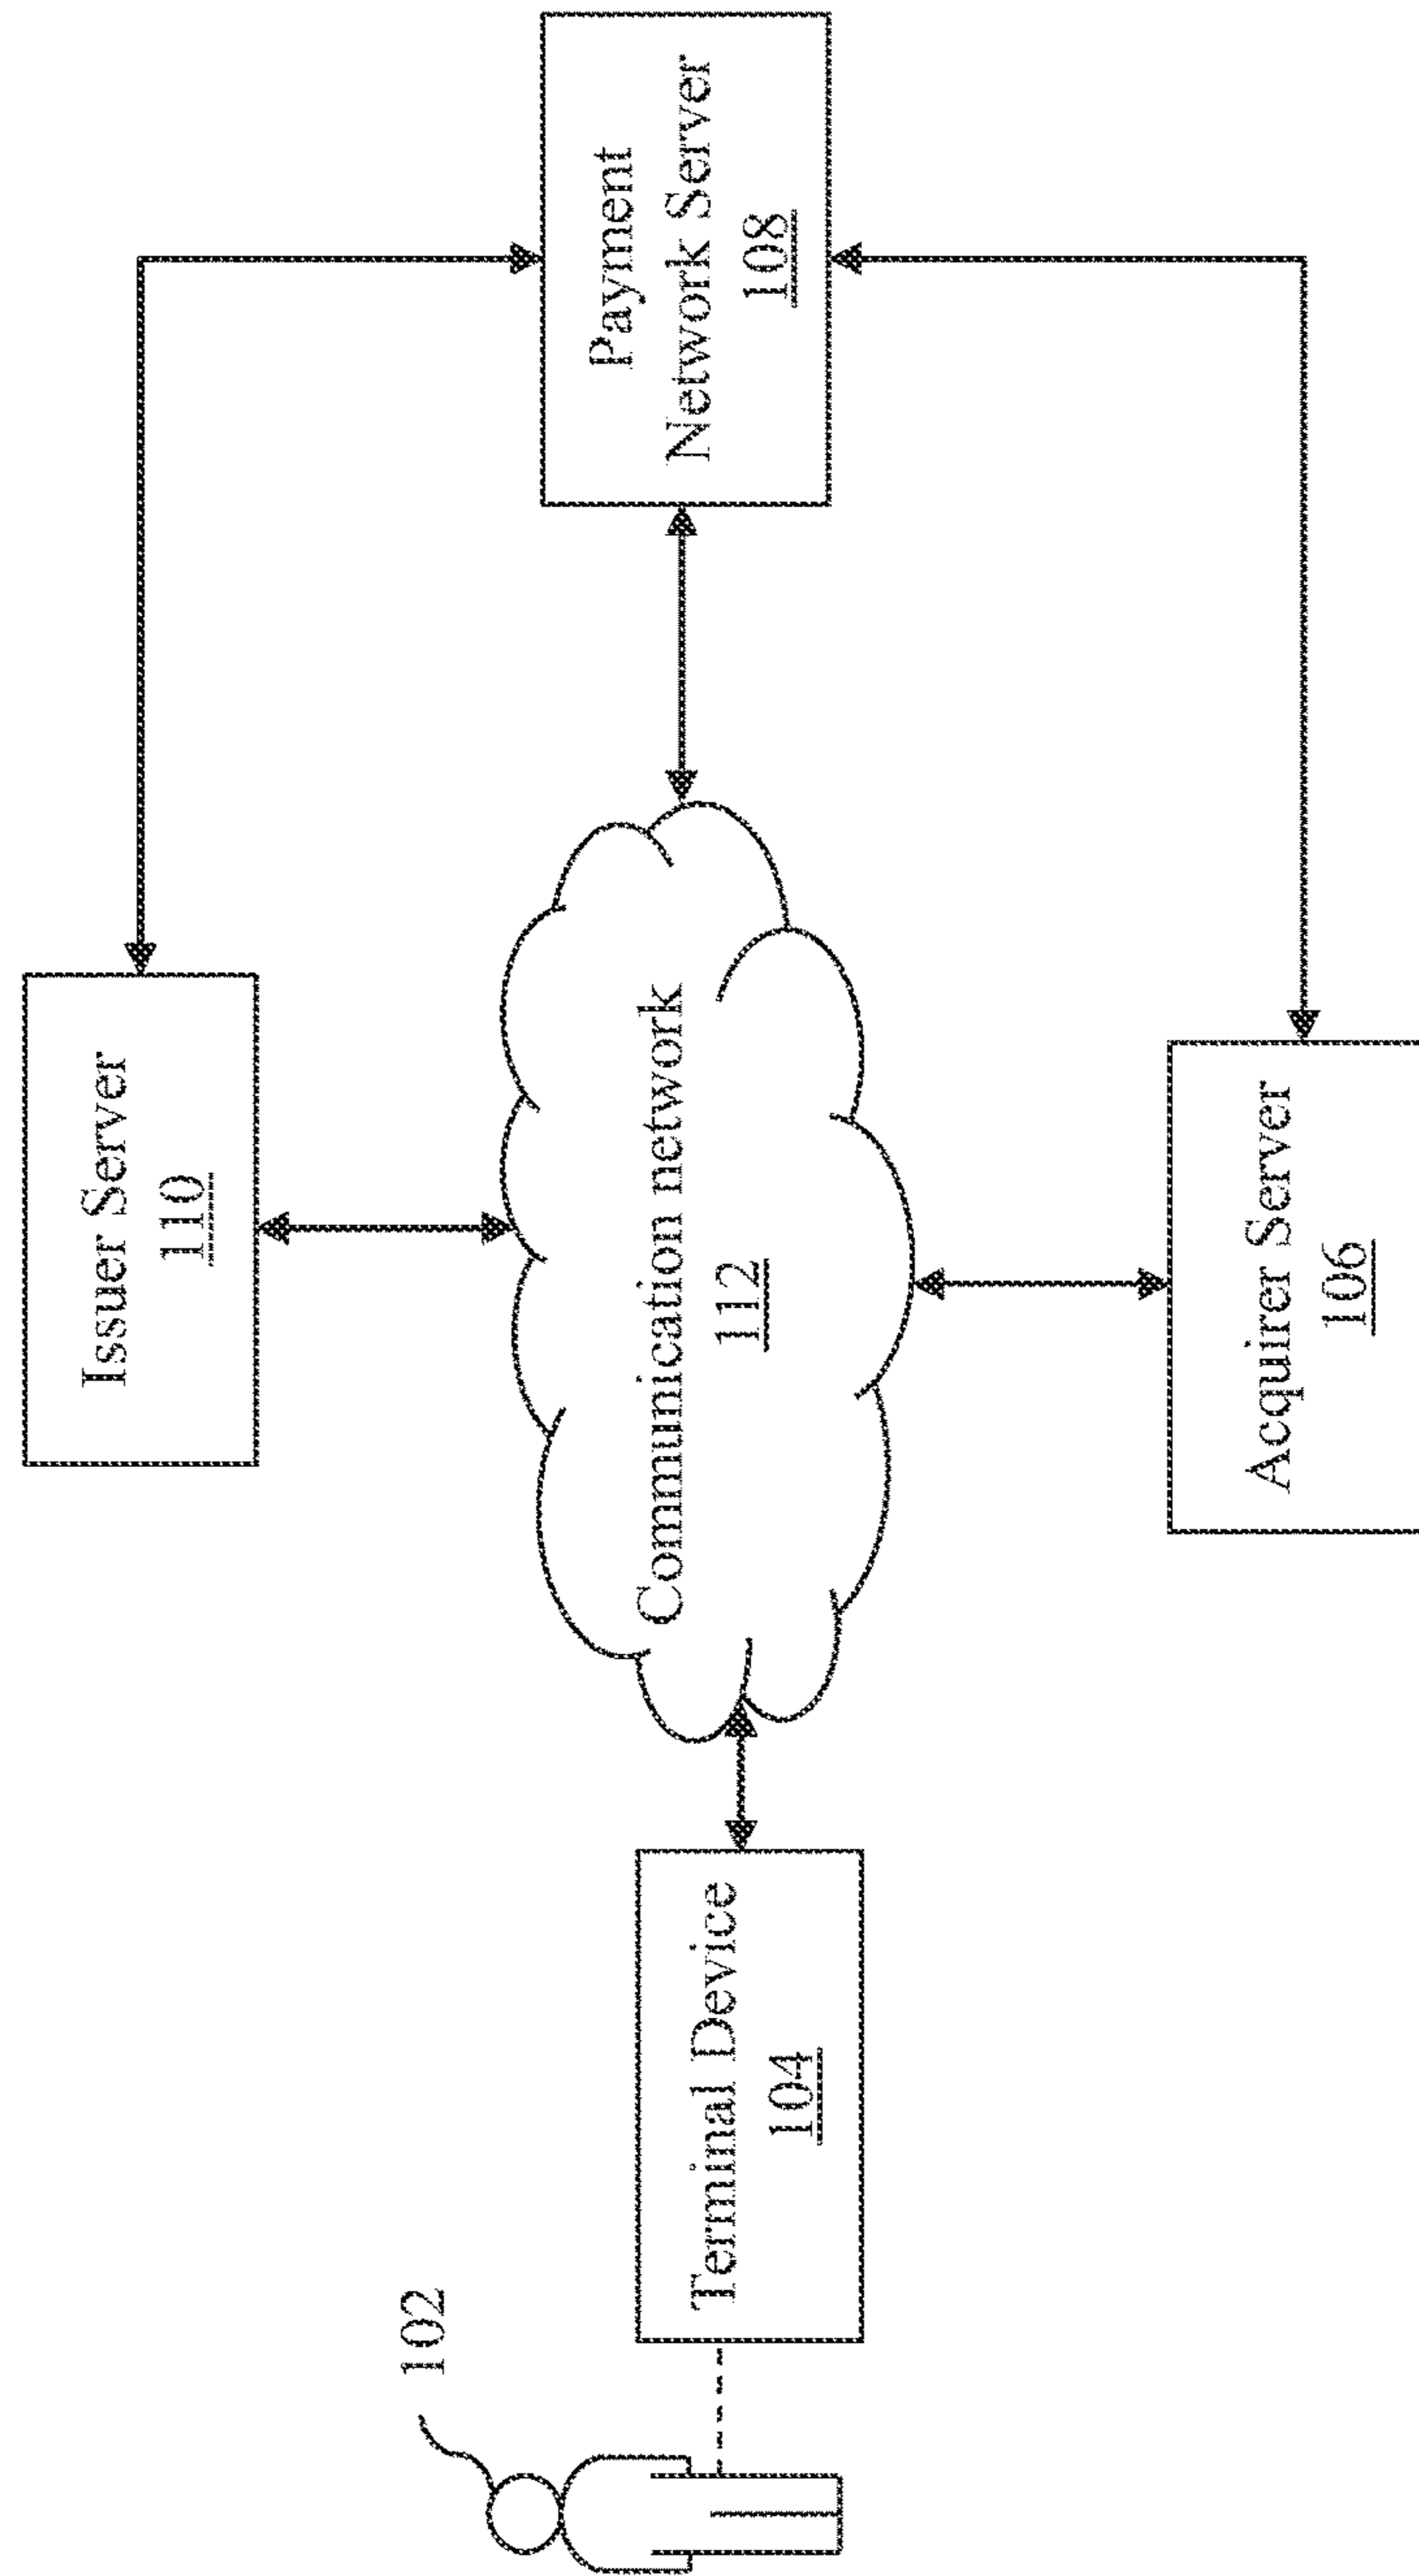 Issuer Server
110
102
Terminal Device
104
Communication network
112
Payment
Network Server
108
Acquirer Server
106